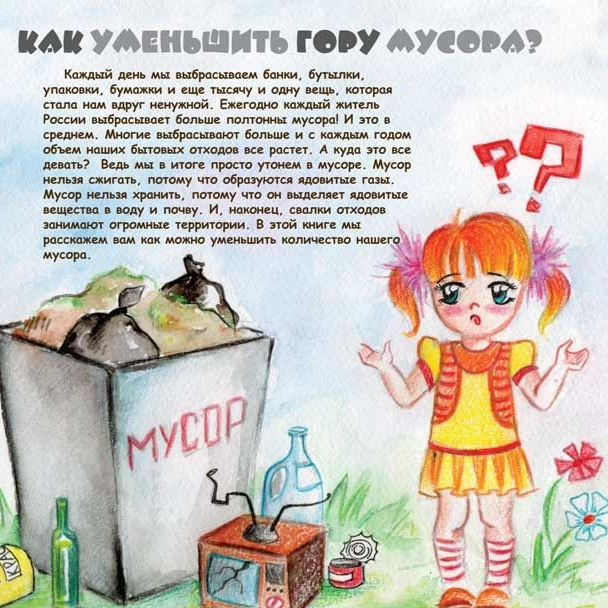 КАК УМЕНЬШИТЬ ГОРУ МУСОРА?
Каждый день мы выбрасываем банки, бутылки,
упаковки, бумажки и еще тысячу и одну вещь, которая
стала нам вдруг ненужной. Ежегодно каждый житель
России выбрасывает больше полтонны мусора! И это в
среднем. Многие выбрасывают больше и с каждым годом
объем наших бытовых отходов все растет. А куда это все
девать? Ведь мы в итоге просто утонем в мусоре. Мусор
нельзя сжигать, потому что образуются ядовитые газы.
Мусор нельзя хранить, потому что он выделяет ядовитые
вещества в воду и почву. И, наконец, свалки отходов
занимают огромные территории. В этой книге мы
расскажем вам как можно уменьшить количество нашего
мусора.
??
МУСОР